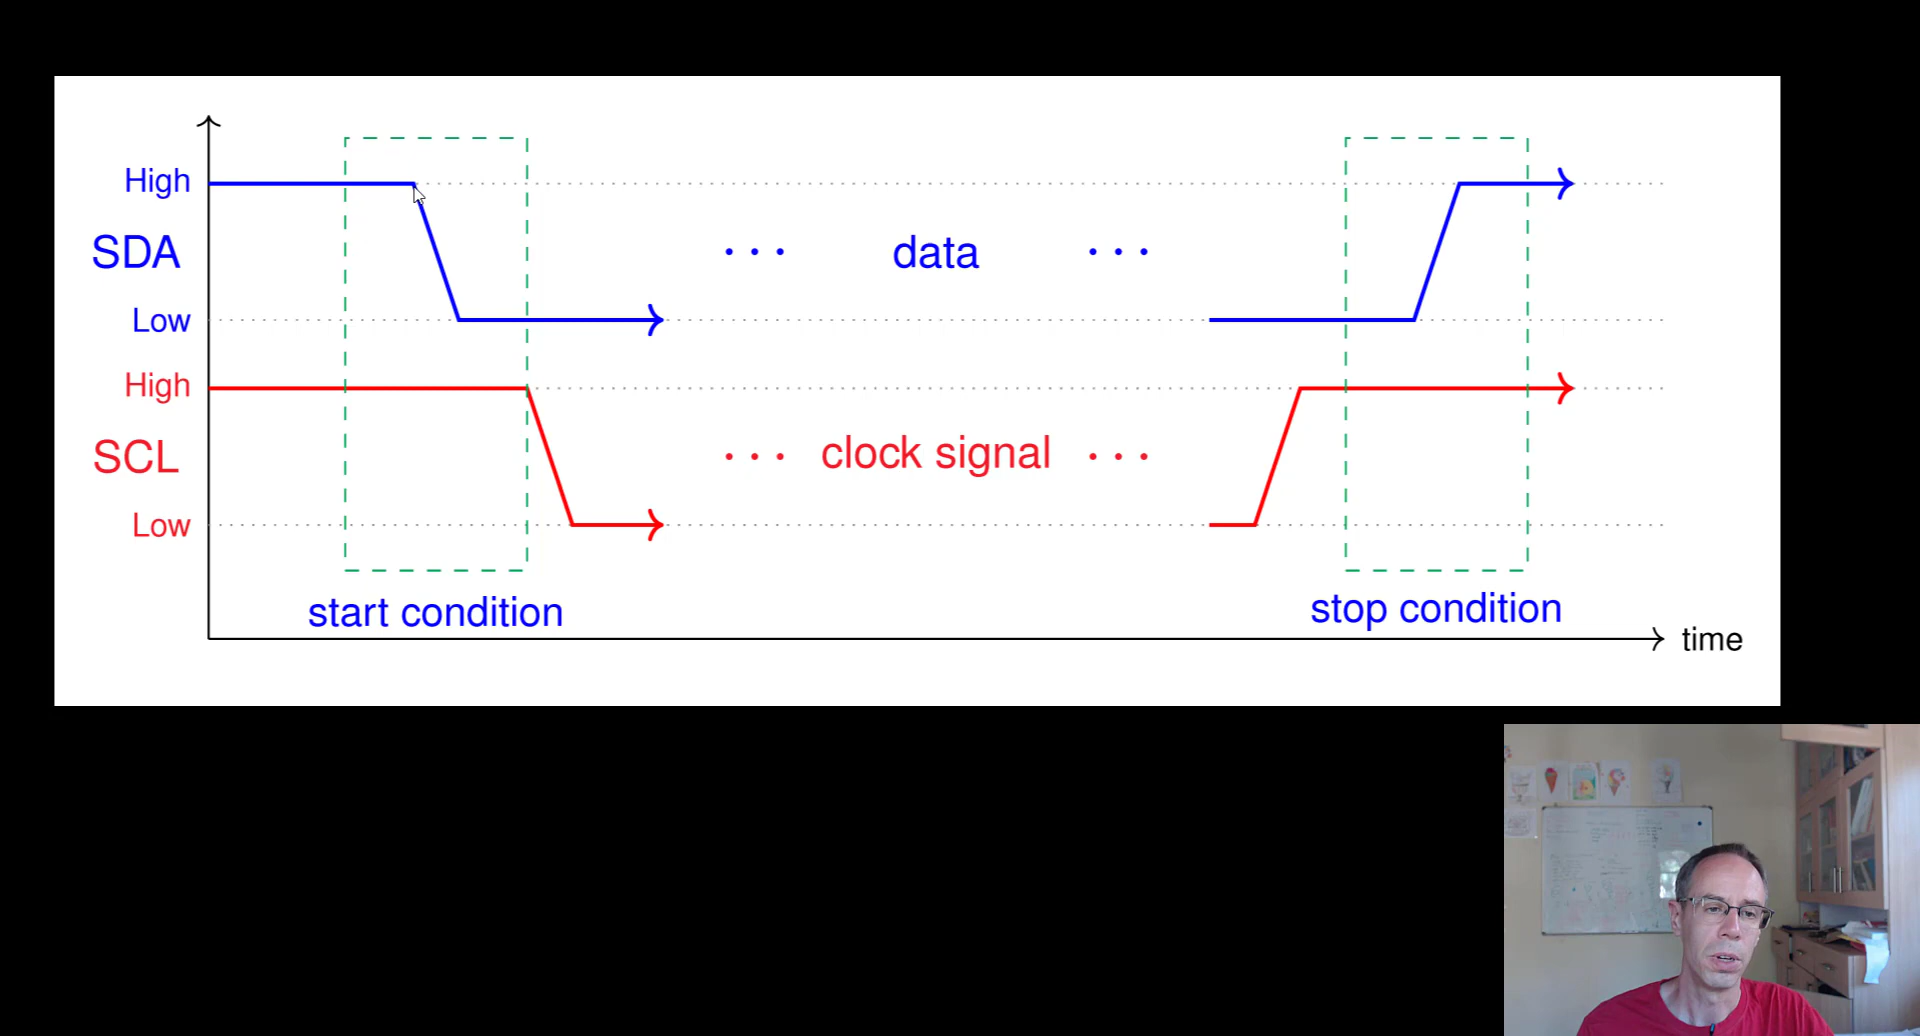 High
SDA
Low
··· data ···
High
SCL
Low
··· clock signal ···
start condition
stop condition
time